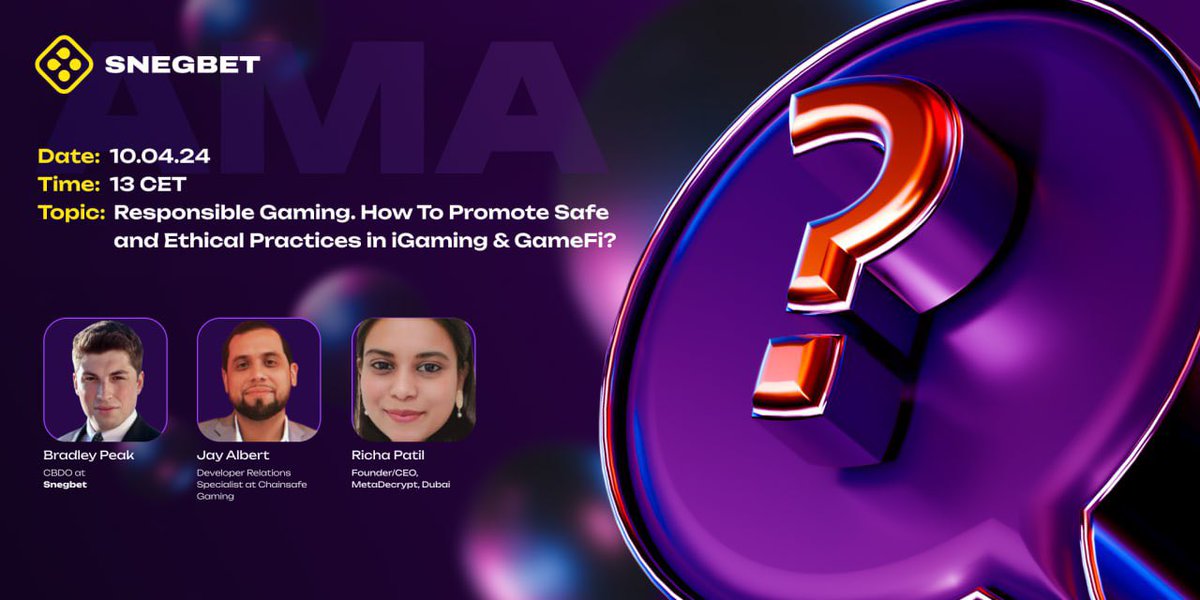 SNEGBET
AMA
Date: 10.04.24
Time: 13 CET
Topic: Responsible Gaming. How To Promote Safe
and Ethical Practices in iGaming & GameFi?
Bradley Peak
CBDO at
Snegbet
Jay Albert
Developer Relations
Specialist at Chainsafe
Gaming
Richa Patil
Founder/CEO,
MetaDecrypt, Dubai